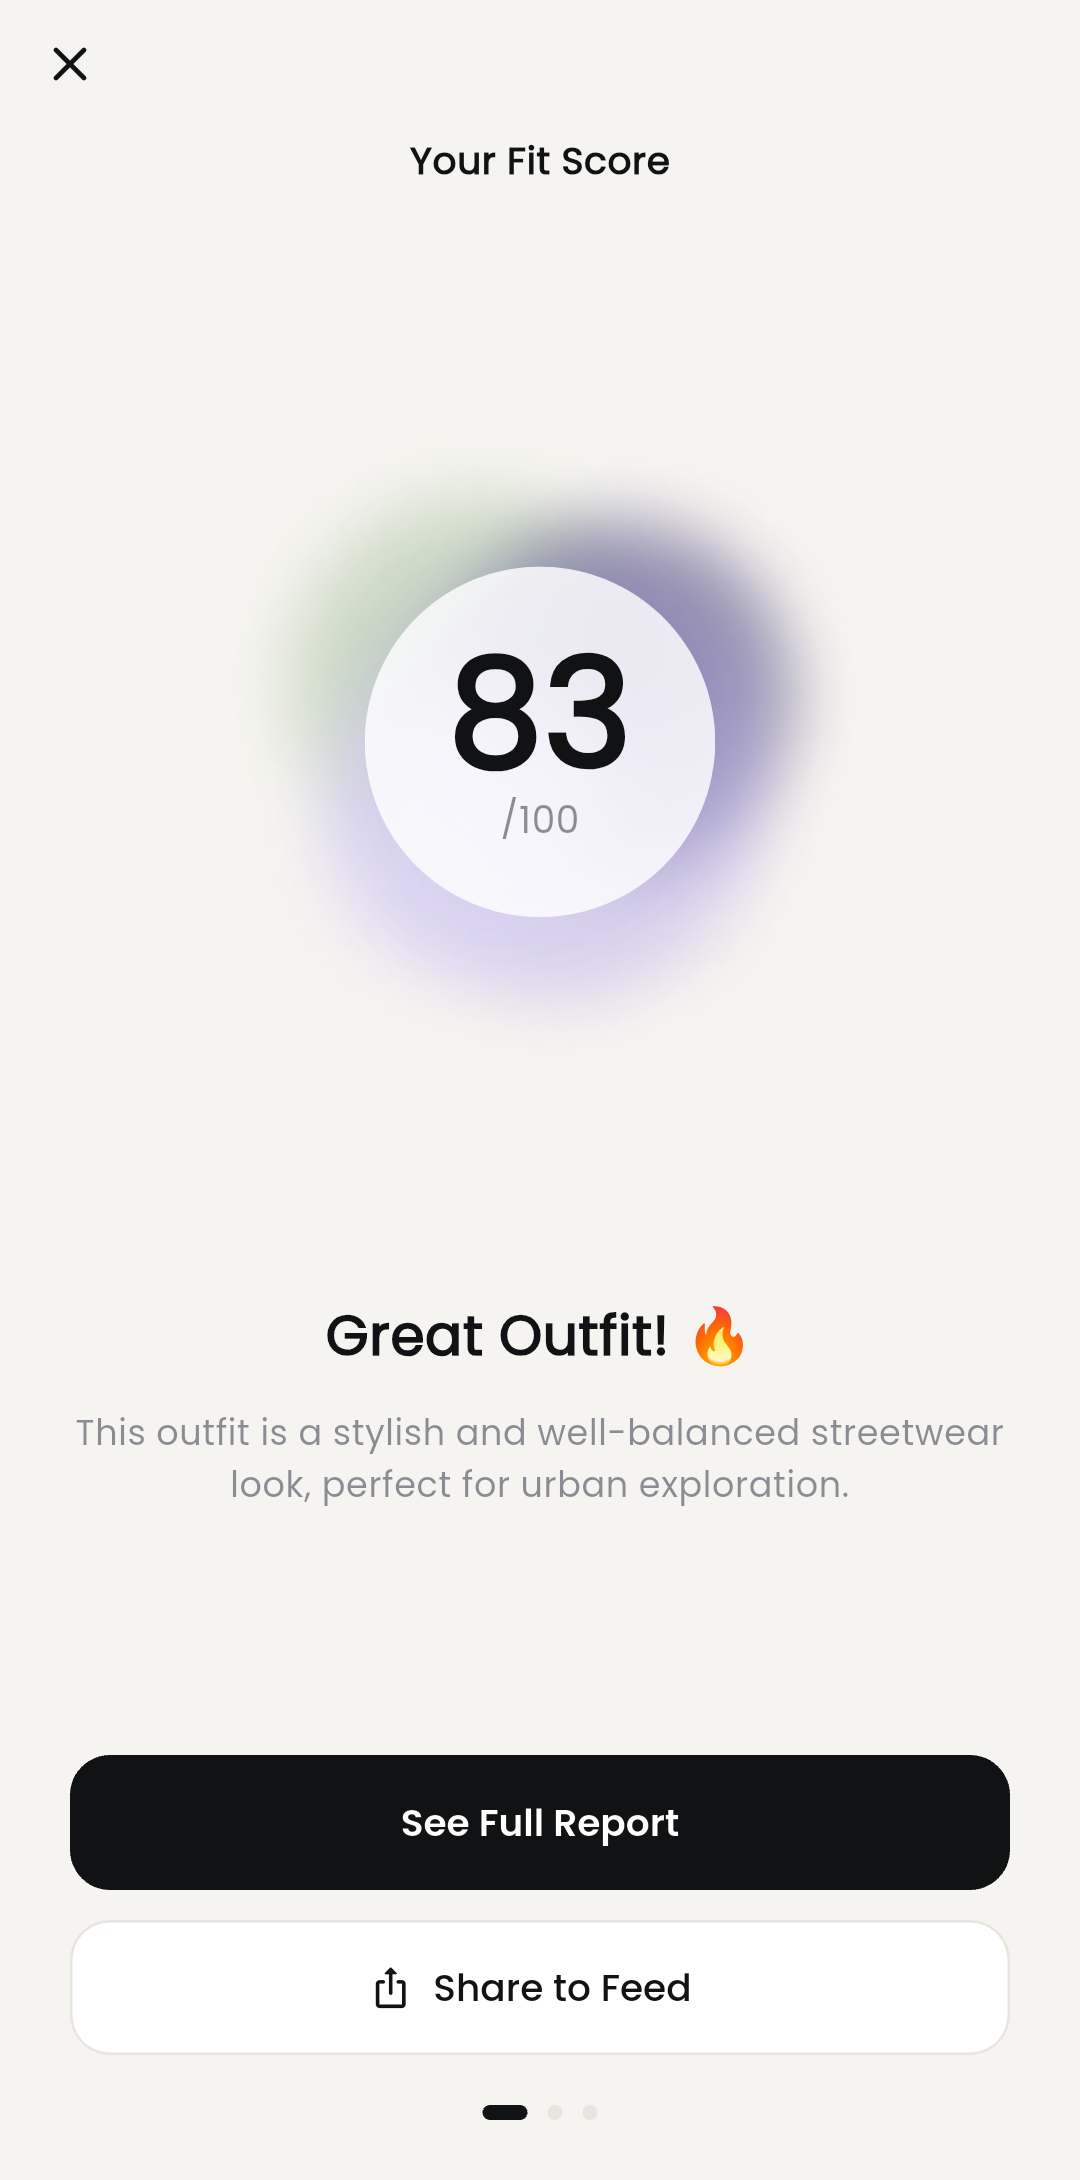 Your Fit Score
83
/100
Great Outfit! 🔥
This outfit is a stylish and well-balanced streetwear
look, perfect for urban exploration.
See Full Report
Share to Feed